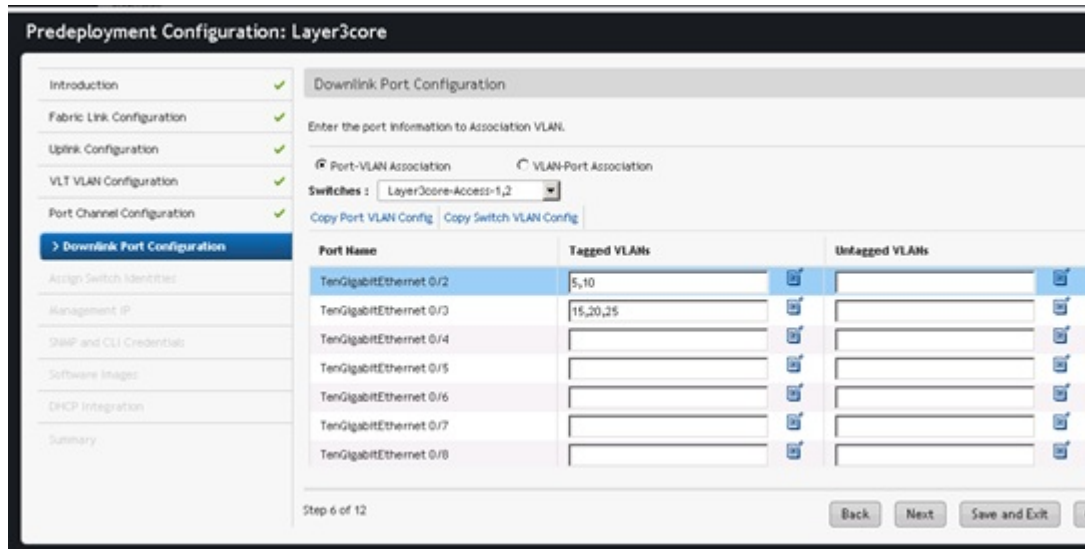 Predeployment Configuration: Layer3core
Introduction
Fabric Link Configuration
Uplink Configuration
VLT VLAN Configuration
Port Channel Configuration
> Downlink Port Configuration
Assign Switch Identities
Management IP
SNMP and CLI Credentials
Software Images
DHCP Integration
Summary
Downlink Port Configuration
Enter the port information to Association VLAN.
Port-VLAN Association VLAN-Port Association
Switches : Layer3core-Access-1,2
Copy Port VLAN Config Copy Switch VLAN Config
Port Name Tagged VLANs Untagged VLANs
TenGigabitEthernet 0/2 5,10
TenGigabitEthernet 0/3 15,20,25
TenGigabitEthernet 0/4
TenGigabitEthernet 0/5
TenGigabitEthernet 0/6
TenGigabitEthernet 0/7
TenGigabitEthernet 0/8
Step 6 of 12
Back Next Save and Exit